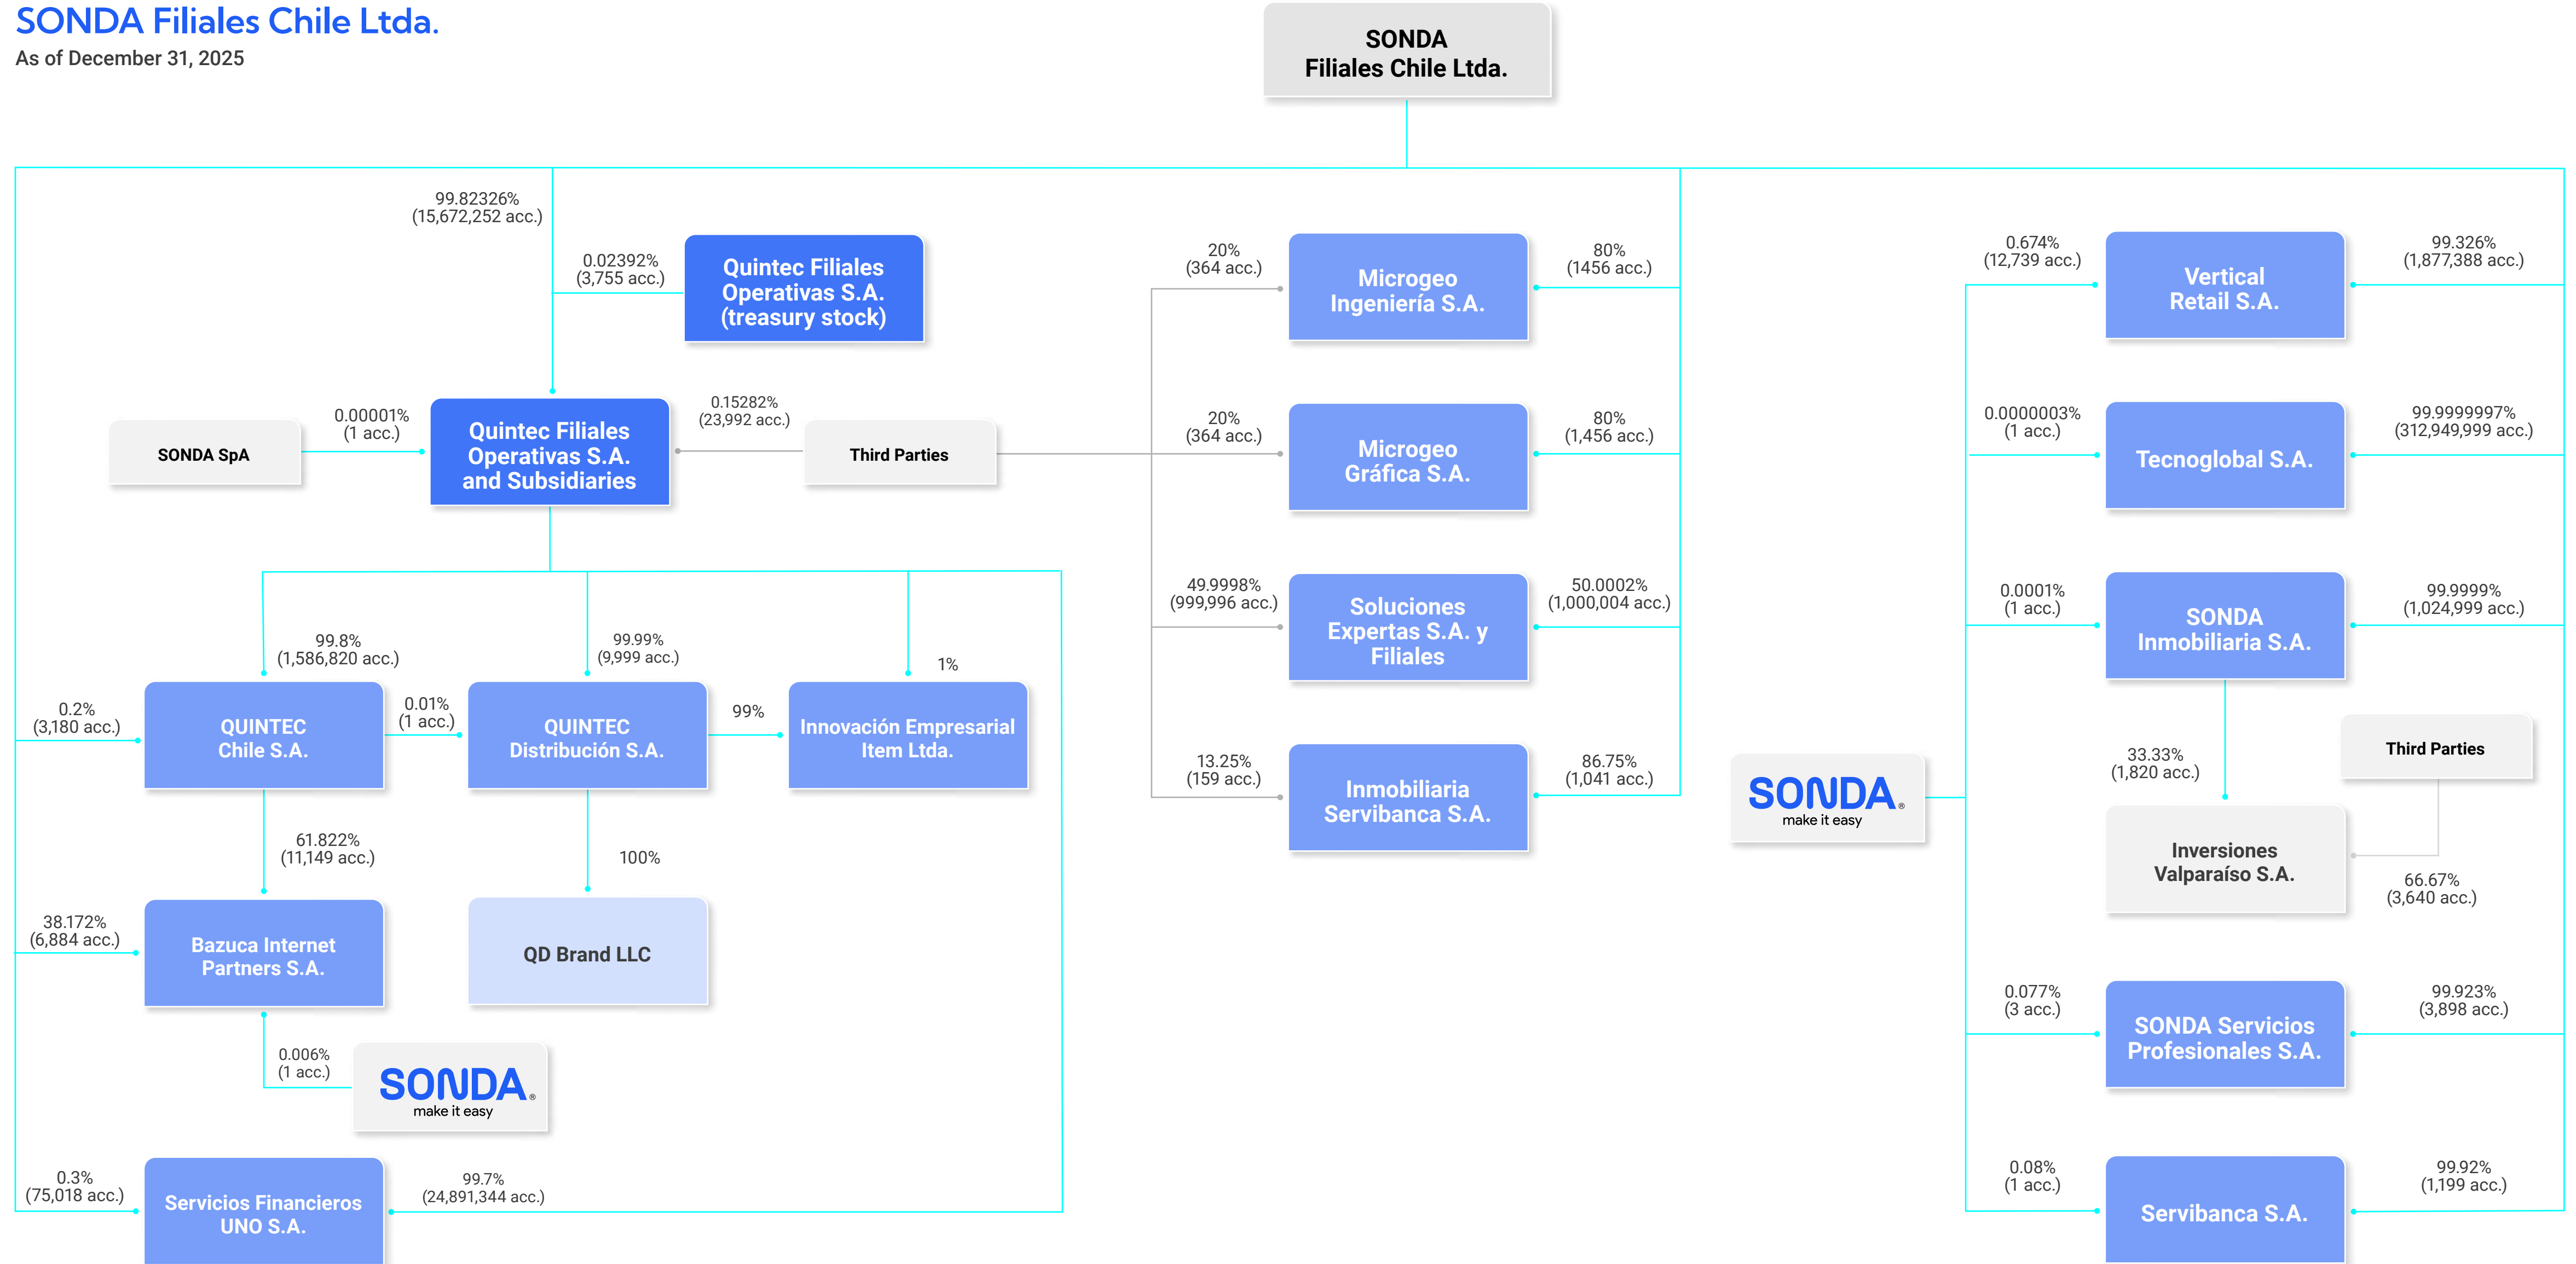 SONDA Filiales Chile Ltda.
As of December 31, 2025
SONDA
Filiales Chile Ltda.
99.82326%
(15,672,252 acc.)
0.02392%
(3,755 acc.)
Quintec Filiales
Operativas S.A.
(treasury stock)
SONDA SpA
0.00001%
(1 acc.)
Quintec Filiales
Operativas S.A.
and Subsidiaries
0.15282%
(23,992 acc.)
Third Parties
99.8%
(1,586,820 acc.)
99.99%
(9,999 acc.)
1%
0.2%
(3,180 acc.)
QUINTEC
Chile S.A.
0.01%
(1 acc.)
QUINTEC
Distribución S.A.
99%
Innovación Empresarial
Item Ltda.
61.822%
(11,149 acc.)
100%
38.172%
(6,884 acc.)
Bazuca Internet
Partners S.A.
QD Brand LLC
0.006%
(1 acc.)
SONDA®
make it easy
0.3%
(75,018 acc.)
Servicios Financieros
UNO S.A.
99.7%
(24,891,344 acc.)
20%
(364 acc.)
Microgeo
Ingeniería S.A.
80%
(1456 acc.)
20%
(364 acc.)
Microgeo
Gráfica S.A.
80%
(1,456 acc.)
49.9998%
(999,996 acc.)
Soluciones
Expertas S.A. y
Filiales
50.0002%
(1,000,004 acc.)
13.25%
(159 acc.)
Inmobiliaria
Servibanca S.A.
86.75%
(1,041 acc.)
SONDA®
make it easy
0.674%
(12,739 acc.)
Vertical
Retail S.A.
99.326%
(1,877,388 acc.)
0.0000003%
(1 acc.)
Tecnoglobal S.A.
99.9999997%
(312,949,999 acc.)
0.0001%
(1 acc.)
SONDA
Inmobiliaria S.A.
99.9999%
(1,024,999 acc.)
33.33%
(1,820 acc.)
Third Parties
Inversiones
Valparaíso S.A.
66.67%
(3,640 acc.)
0.077%
(3 acc.)
SONDA Servicios
Profesionales S.A.
99.923%
(3,898 acc.)
0.08%
(1 acc.)
Servibanca S.A.
99.92%
(1,199 acc.)